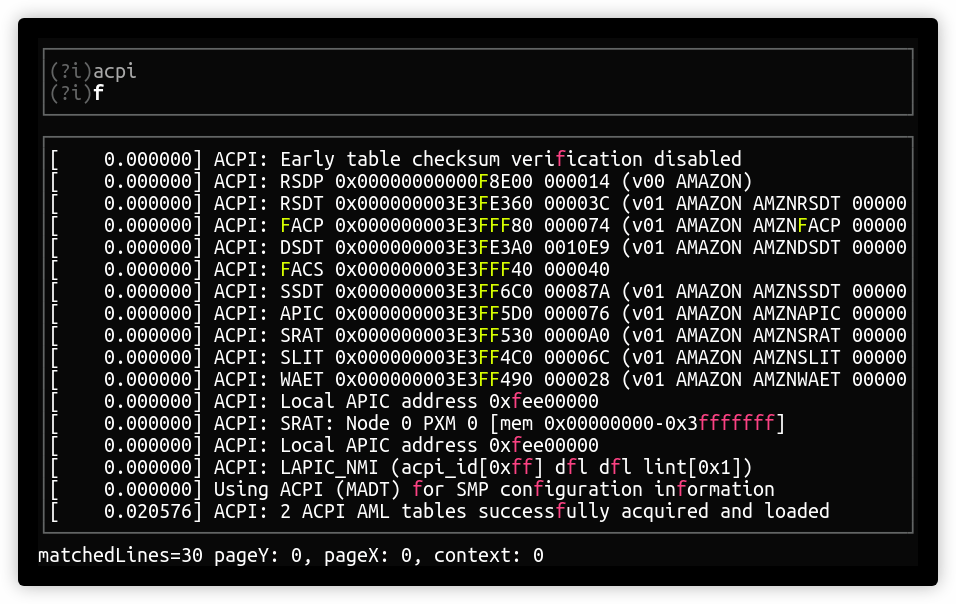 (?i)acpi
(?i)f
[    0.000000] ACPI: Early table checksum verification disabled
[    0.000000] ACPI: RSDP 0x00000000000F8E00 000014 (v00 AMAZON)
[    0.000000] ACPI: RSDT 0x000000003E3FE360 00003C (v01 AMAZON AMZNRSDT 00000
[    0.000000] ACPI: FACP 0x000000003E3FFF80 000074 (v01 AMAZON AMZNFACP 00000
[    0.000000] ACPI: DSDT 0x000000003E3FE3A0 0010E9 (v01 AMAZON AMZNDSDT 00000
[    0.000000] ACPI: FACS 0x000000003E3FFF40 000040
[    0.000000] ACPI: SSDT 0x000000003E3FF6C0 00087A (v01 AMAZON AMZNSSDT 00000
[    0.000000] ACPI: APIC 0x000000003E3FF5D0 000076 (v01 AMAZON AMZNAPIC 00000
[    0.000000] ACPI: SRAT 0x000000003E3FF530 0000A0 (v01 AMAZON AMZNSRAT 00000
[    0.000000] ACPI: SLIT 0x000000003E3FF4C0 00006C (v01 AMAZON AMZNSLIT 00000
[    0.000000] ACPI: WAET 0x000000003E3FF490 000028 (v01 AMAZON AMZNWAET 00000
[    0.000000] ACPI: Local APIC address 0xfee00000
[    0.000000] ACPI: SRAT: Node 0 PXM 0 [mem 0x00000000-0x3fffffff]
[    0.000000] ACPI: Local APIC address 0xfee00000
[    0.000000] ACPI: LAPIC_NMI (acpi_id[0xff] dfl dfl lint[0x1])
[    0.000000] Using ACPI (MADT) for SMP configuration information
[    0.020576] ACPI: 2 ACPI AML tables successfully acquired and loaded
matchedLines=30 pageY: 0, pageX: 0, context: 0